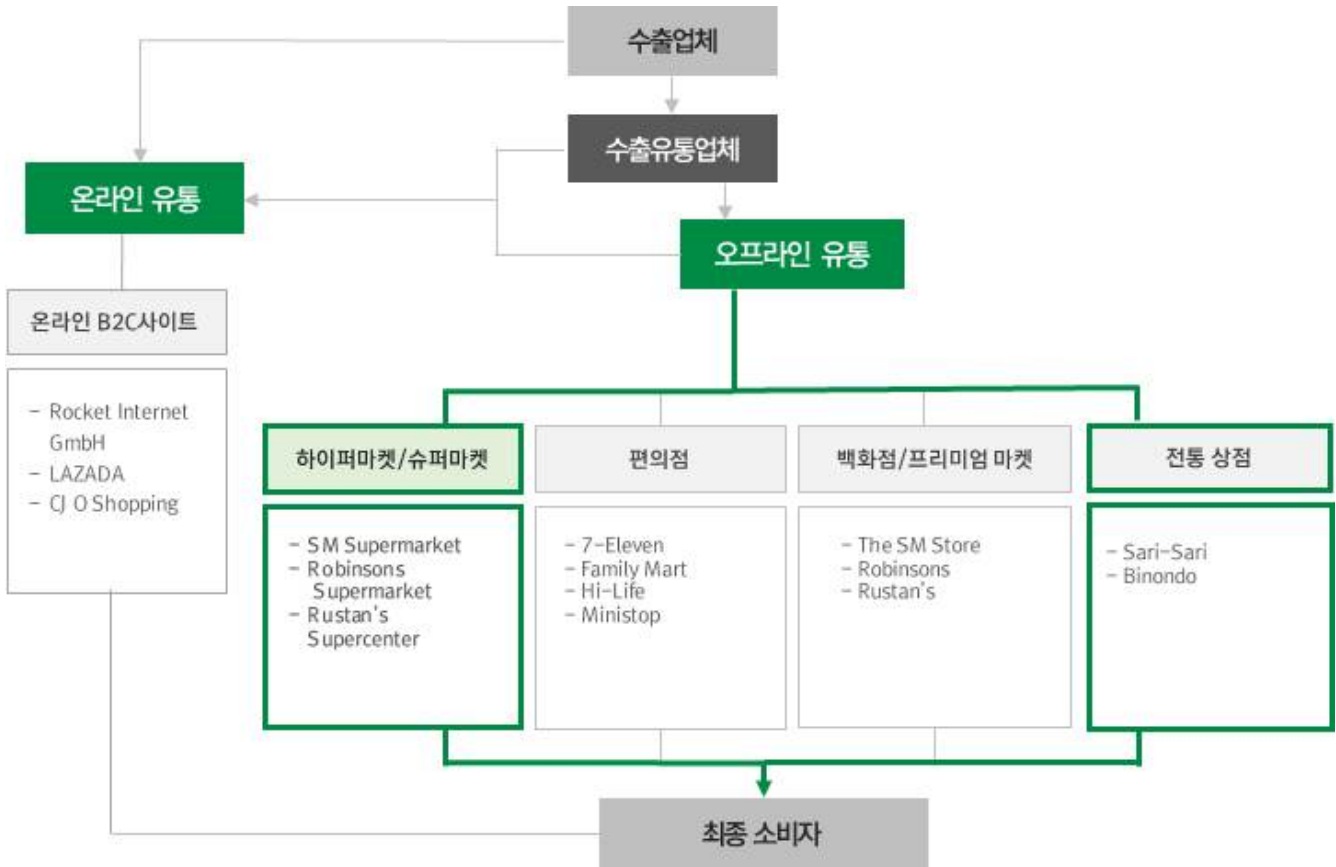 수출업체
수출유통업체
온라인 유통
오프라인 유통
온라인 B2C사이트
- Rocket Internet
GmbH
- LAZADA
- CJ O Shopping
하이퍼마켓/슈퍼마켓
- SM Supermarket
- Robinsons
Supermarket
- Rustan's
Supercenter
편의점
- 7-Eleven
- Family Mart
- Hi-Life
- Ministop
백화점/프리미엄 마켓
- The SM Store
- Robinsons
- Rustan's
전통 상점
- Sari-Sari
- Binondo
최종 소비자